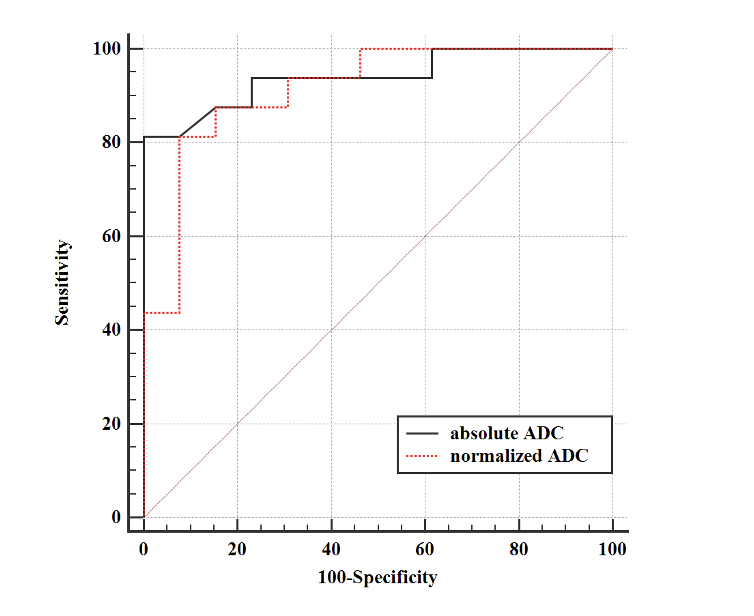 100
80
60
40
20
0
Sensitivity
absolute ADC
normalized ADC
0 20 40 60 80 100
100-Specificity